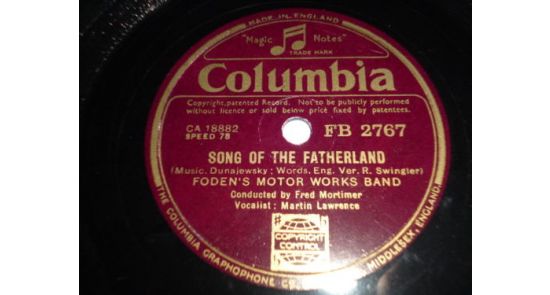 MADE IN ENGLAND
"Magic Notes"
TRADE MARK
Columbia
Copyright, patented Record. Not to be publicly performed
without licence or sold below price fixed by patentees.
CA 18882
SPEED 78
FB 2767
SONG OF THE FATHERLAND
(Music, Dunajewsky; Words, Eng. Ver. R. Swingler)
FODEN'S MOTOR WORKS BAND
Conducted by Fred Mortimer
Vocalist: Martin Lawrence
COPYRIGHT
CONTROL
THE COLUMBIA GRAPHOPHONE MIDDLESEX, ENGLAND.